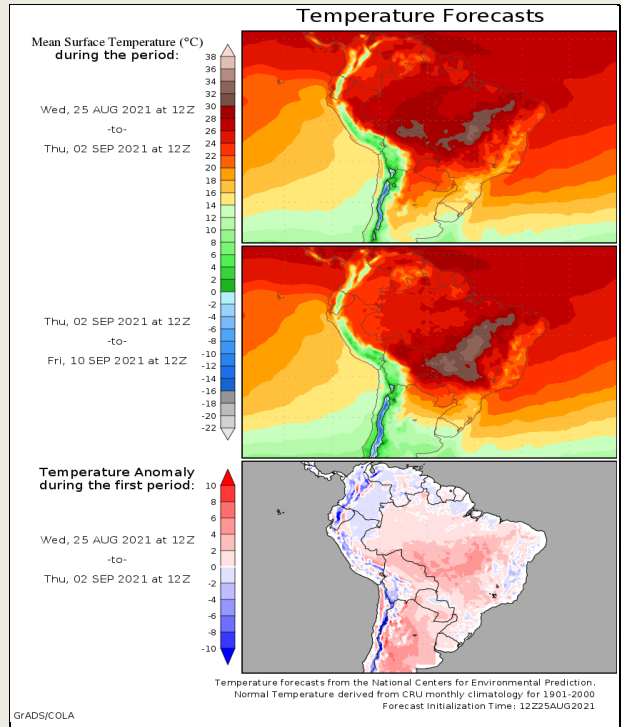 Temperature Forecasts
Mean Surface Temperature (°C)
during the period:
Wed, 25 AUG 2021 at 12Z
-to-
Thu, 02 SEP 2021 at 12Z
38
36
34
32
30
28
26
24
22
20
18
16
14
12
10
8
6
4
2
0
-2
-4
-6
-8
-10
-12
-14
-16
-18
-20
-22
Thu, 02 SEP 2021 at 12Z
-to-
Fri, 10 SEP 2021 at 12Z
Temperature Anomaly
during the first period:
Wed, 25 AUG 2021 at 12Z
-to-
Thu, 02 SEP 2021 at 12Z
10
8
6
4
2
0
-2
-4
-6
-8
-10
Temperature forecasts from the National Centers for Environmental Prediction.
Normal Temperature derived from CRU monthly climatology for 1901-2000
Forecast Initialization Time: 12Z25AUG2021
GrADS/COLA